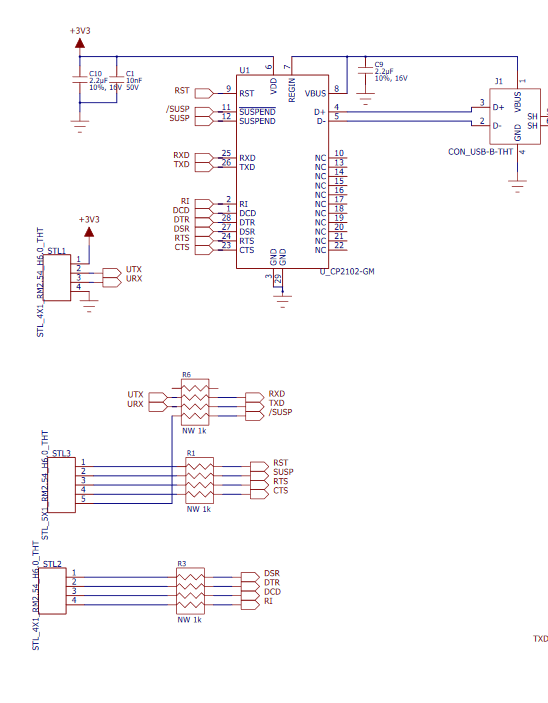 +3V3
C10
2.2µF
10%, 16V
C1
10nF
50V
U1
6
VDD
7
REGIN
C9
2.2µF
10%, 16V
J1
RST
9
RST
VBUS
8
/SUSP
11
SUSPEND
SUSP
12
SUSPEND
D+
4
D-
5
3
D+
2
D-
VBUS
1
GND
4
SH
SH
CON_USB-B-THT
RXD
25
RXD
TXD
26
TXD
NC
10
NC
13
NC
14
NC
15
NC
16
NC
17
NC
18
NC
19
NC
20
NC
21
NC
22
RI
2
RI
DCD
1
DCD
DTR
28
DTR
DSR
27
DSR
RTS
24
RTS
CTS
23
CTS
GND
GND
3
29
U_CP2102-GM
+3V3
STL1
STL_4X1_RM2.54_H6.0_THT
1
2
3
4
UTX
URX
R6
UTX
URX
RXD
TXD
/SUSP
NW 1k
STL3
STL_5X1_RM2.54_H6.0_THT
1
2
3
4
5
R1
RST
SUSP
RTS
CTS
NW 1k
STL2
STL_4X1_RM2.54_H6.0_THT
1
2
3
4
R3
DSR
DTR
DCD
RI
NW 1k
TXD